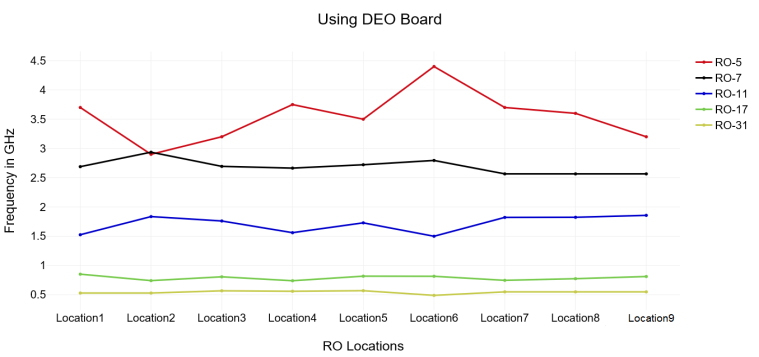 Using DEO Board
4.5
4
3.5
3
2.5
2
1.5
1
0.5
Frequency in GHz
Location1 Location2 Location3 Location4 Location5 Location6 Location7 Location8 Location9
RO Locations
RO-5
RO-7
RO-11
RO-17
RO-31